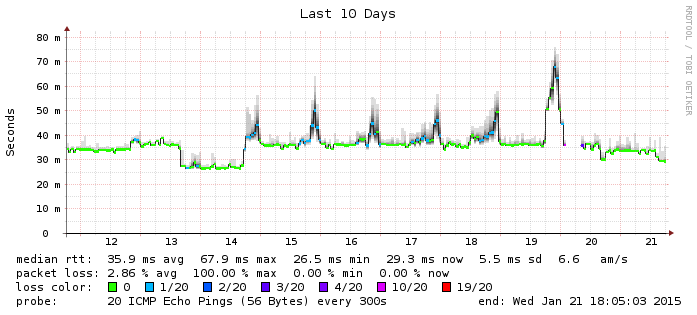 Last 10 Days
RRDTOOL / TOBI OETIKER
Seconds
80 m
70 m
60 m
50 m
40 m
30 m
20 m
10 m
0
12 13 14 15 16 17 18 19 20 21
median rtt: 35.9 ms avg 67.9 ms max 26.5 ms min 29.3 ms now 5.5 ms sd 6.6 am/s
packet loss: 2.86 % avg 100.00 % max 0.00 % min 0.00 % now
loss color: 0 1/20 2/20 3/20 4/20 10/20 19/20
probe: 20 ICMP Echo Pings (56 Bytes) every 300s end: Wed Jan 21 18:05:03 2015